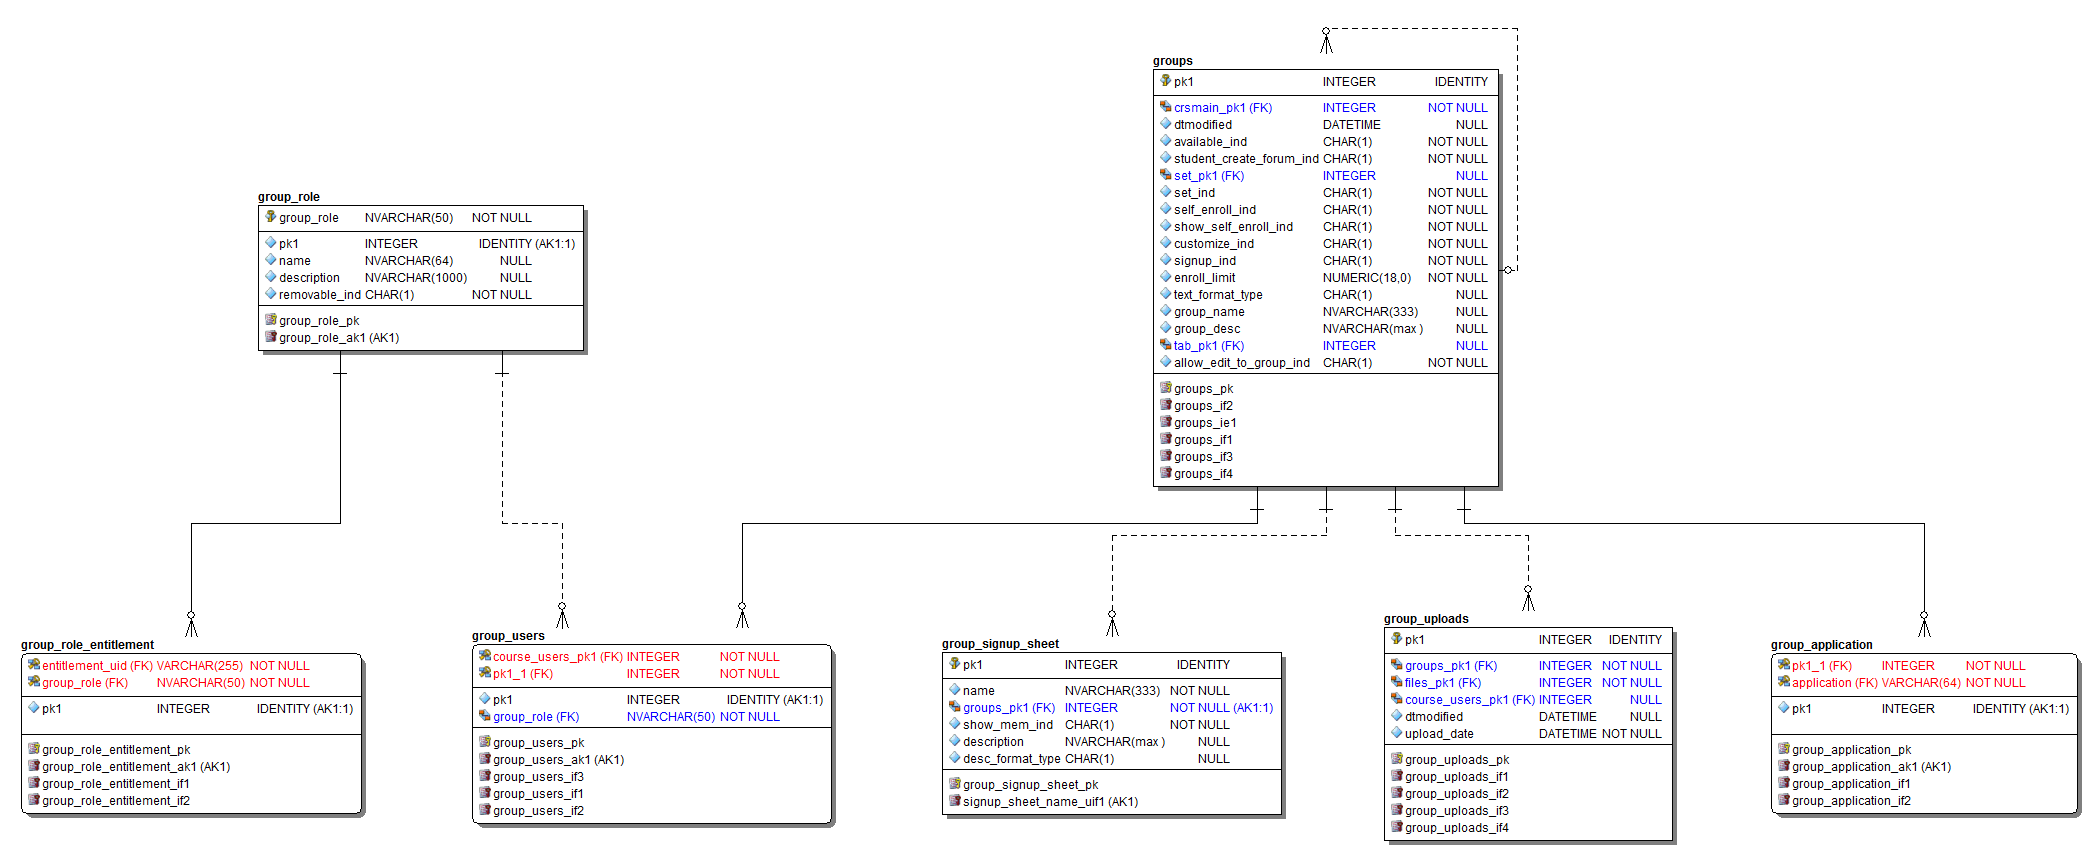 groups
pk1 INTEGER IDENTITY
crsmain_pk1 (FK) INTEGER NOT NULL
dtmodified DATETIME NULL
available_ind CHAR(1) NOT NULL
student_create_forum_ind CHAR(1) NOT NULL
set_pk1 (FK) INTEGER NULL
set_ind CHAR(1) NOT NULL
self_enroll_ind CHAR(1) NOT NULL
show_self_enroll_ind CHAR(1) NOT NULL
customize_ind CHAR(1) NOT NULL
signup_ind CHAR(1) NOT NULL
enroll_limit NUMERIC(18,0) NOT NULL
text_format_type CHAR(1) NULL
group_name NVARCHAR(333) NULL
group_desc NVARCHAR(max ) NULL
tab_pk1 (FK) INTEGER NULL
allow_edit_to_group_ind CHAR(1) NOT NULL
groups_pk
groups_if2
groups_ie1
groups_if1
groups_if3
groups_if4
group_role
group_role NVARCHAR(50) NOT NULL
pk1 INTEGER IDENTITY (AK1:1)
name NVARCHAR(64) NULL
description NVARCHAR(1000) NULL
removable_ind CHAR(1) NOT NULL
group_role_pk
group_role_ak1 (AK1)
group_role_entitlement
entitlement_uid (FK) VARCHAR(255) NOT NULL
group_role (FK) NVARCHAR(50) NOT NULL
pk1 INTEGER IDENTITY (AK1:1)
group_role_entitlement_pk
group_role_entitlement_ak1 (AK1)
group_role_entitlement_if1
group_role_entitlement_if2
group_users
course_users_pk1 (FK) INTEGER NOT NULL
pk1_1 (FK) INTEGER NOT NULL
pk1 INTEGER IDENTITY (AK1:1)
group_role (FK) NVARCHAR(50) NOT NULL
group_users_pk
group_users_ak1 (AK1)
group_users_if3
group_users_if1
group_users_if2
group_signup_sheet
pk1 INTEGER IDENTITY
name NVARCHAR(333) NOT NULL
groups_pk1 (FK) INTEGER NOT NULL (AK1:1)
show_mem_ind CHAR(1) NOT NULL
description NVARCHAR(max ) NULL
desc_format_type CHAR(1) NULL
group_signup_sheet_pk
signup_sheet_name_uif1 (AK1)
group_uploads
pk1 INTEGER IDENTITY
groups_pk1 (FK) INTEGER NOT NULL
files_pk1 (FK) INTEGER NOT NULL
course_users_pk1 (FK) INTEGER NULL
dtmodified DATETIME NULL
upload_date DATETIME NOT NULL
group_uploads_pk
group_uploads_if1
group_uploads_if2
group_uploads_if3
group_uploads_if4
group_application
pk1_1 (FK) INTEGER NOT NULL
application (FK) VARCHAR(64) NOT NULL
pk1 INTEGER IDENTITY (AK1:1)
group_application_pk
group_application_ak1 (AK1)
group_application_if1
group_application_if2